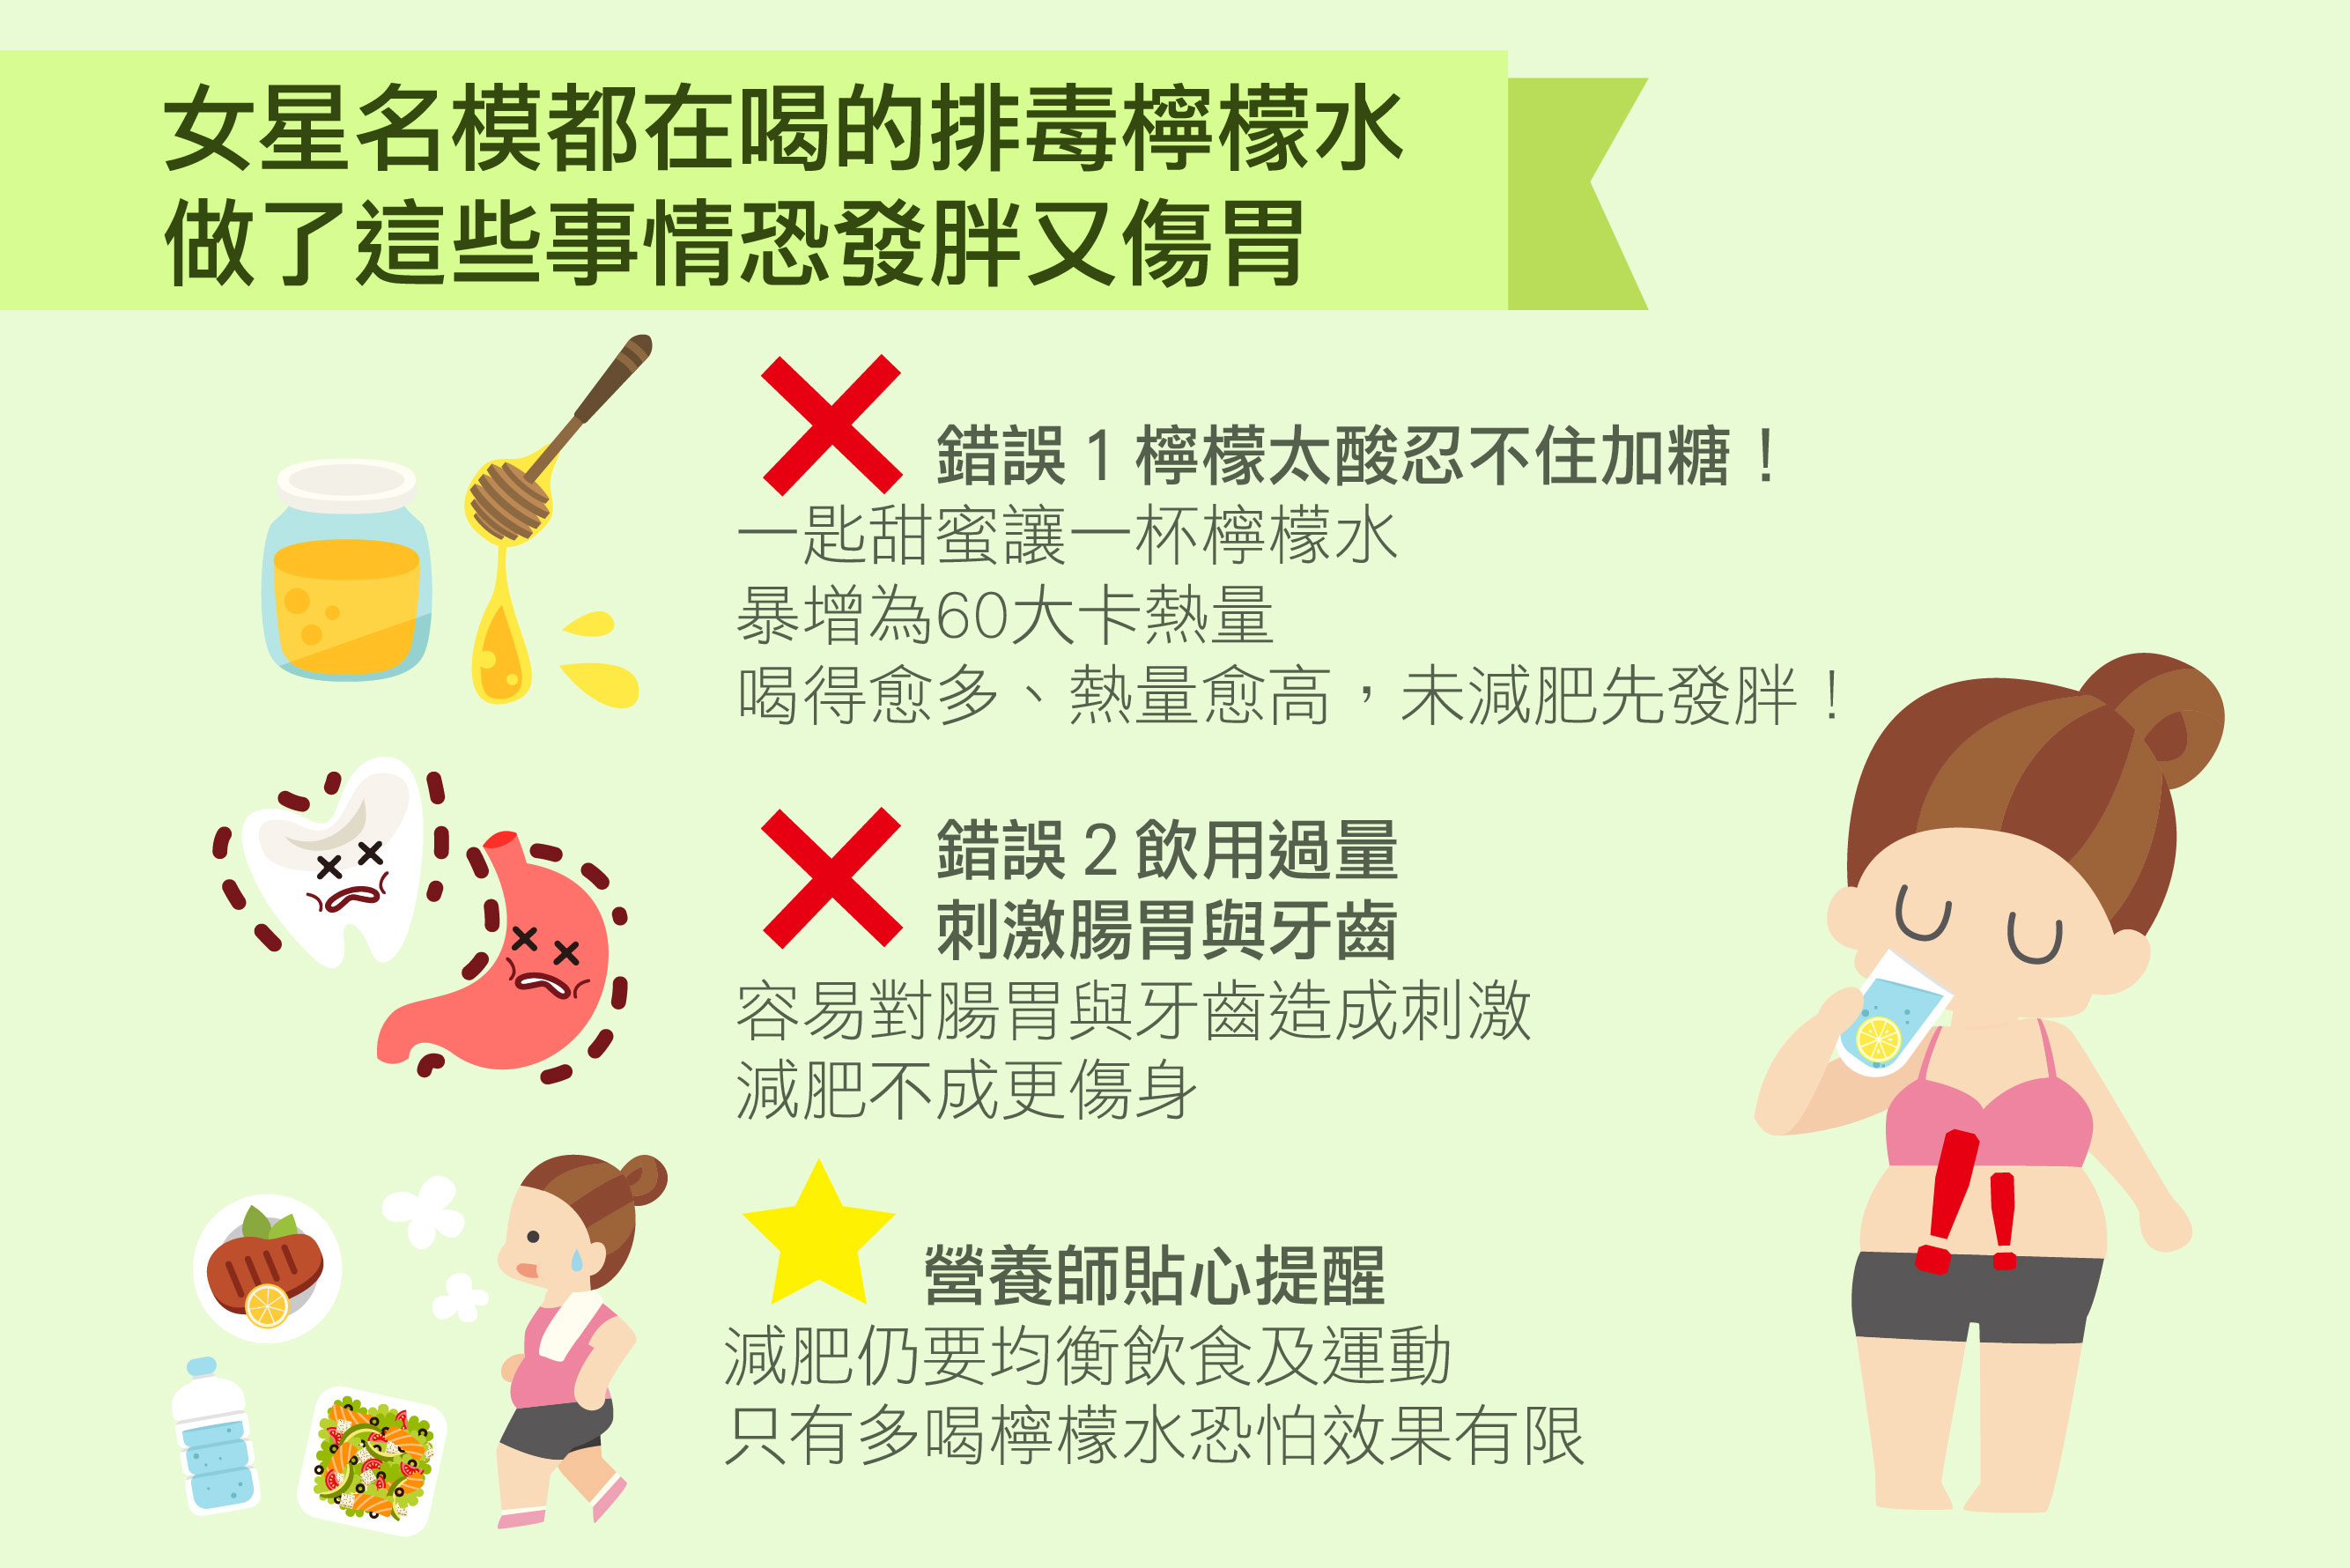 女星名模都在喝的排毒檸檬水
做了這些事情恐發胖又傷胃
錯誤 1 檸檬太酸忍不住加糖！
一匙甜蜜讓一杯檸檬水
暴增為60大卡熱量
喝得愈多、熱量愈高，未減肥先發胖！
錯誤 2 飲用過量
刺激腸胃與牙齒
容易對腸胃與牙齒造成刺激
減肥不成更傷身
營養師貼心提醒
減肥仍要均衡飲食及運動
只有多喝檸檬水恐怕效果有限